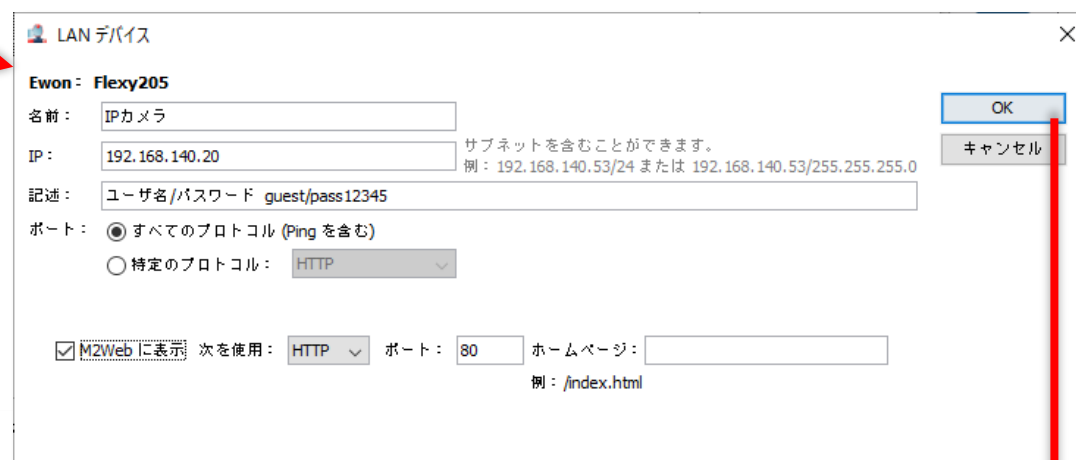 LAN デバイス
Ewon： Flexy205
名前： IPカメラ
OK
IP： 192.168.140.20
サブネットを含むことができます。
例：192.168.140.53/24 または 192.168.140.53/255.255.255.0
キャンセル
記述： ユーザ名/パスワード guest/pass12345
ポート： すべてのプロトコル (Ping を含む)
特定のプロトコル： HTTP
M2Web に表示 次を使用： HTTP ポート： 80 ホームページ：
例：/index.html